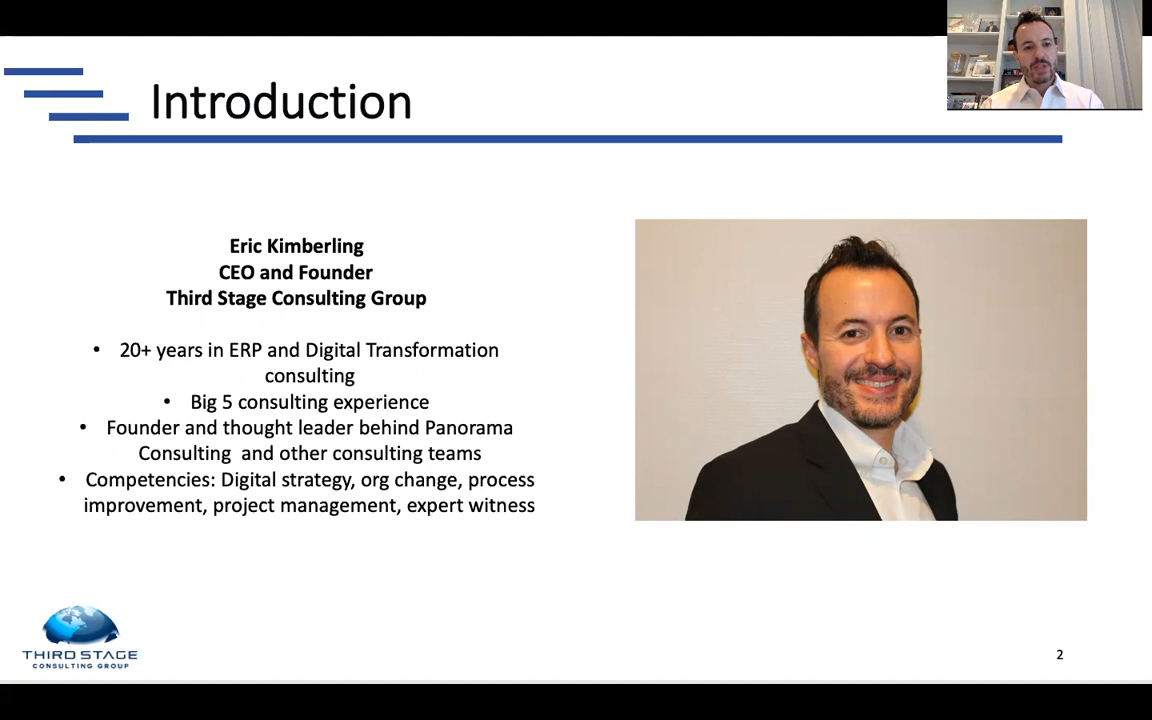 Introduction
Eric Kimberling
CEO and Founder
Third Stage Consulting Group
• 20+ years in ERP and Digital Transformation
consulting
• Big 5 consulting experience
• Founder and thought leader behind Panorama
Consulting  and other consulting teams
• Competencies: Digital strategy, org change, process
improvement, project management, expert witness
THIRD STAGE
CONSULTING GROUP
2